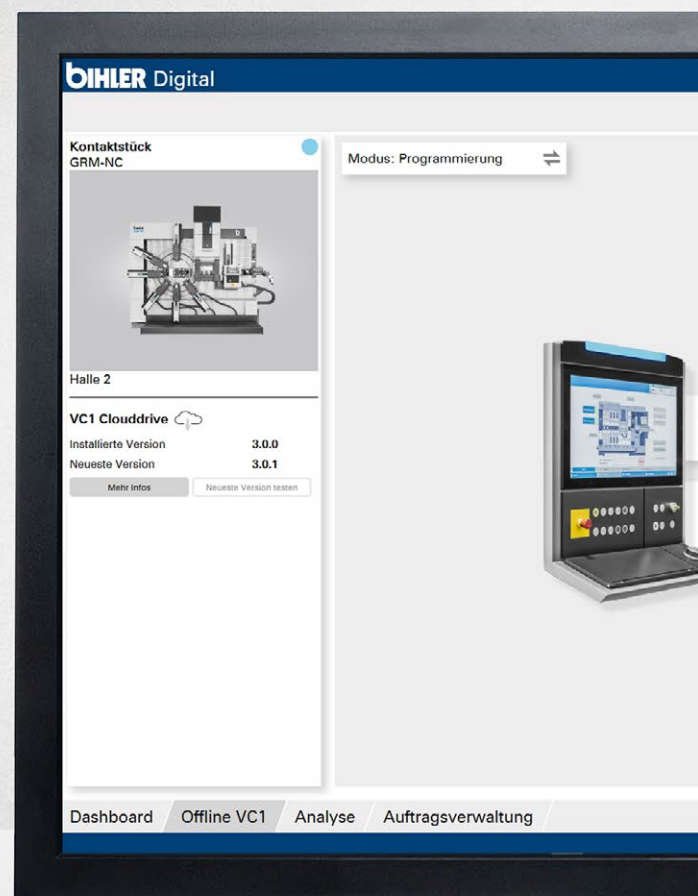 BIHLER Digital
Kontaktstück
GRM-NC
Modus: Programmierung
Halle 2
VC1 Clouddrive
Installierte Version 3.0.0
Neueste Version 3.0.1
Mehr Infos Neueste Version testen
Dashboard Offline VC1 Analyse Auftragsverwaltung